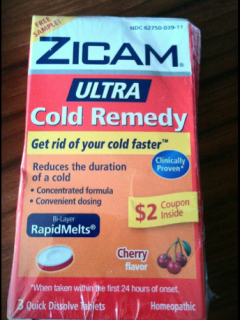 FREE
SAMPLE!
NDC 62750-039-11
ZICAM®
ULTRA
Cold Remedy
Get rid of your cold faster™
Reduces the duration
of a cold
Clinically
Proven*
• Concentrated formula
• Convenient dosing
$2 Coupon
Inside
Bi-Layer
RapidMelts®
Cherry
flavor
*When taken within the first 24 hours of onset.
3 Quick Dissolve Tablets
Homeopathic